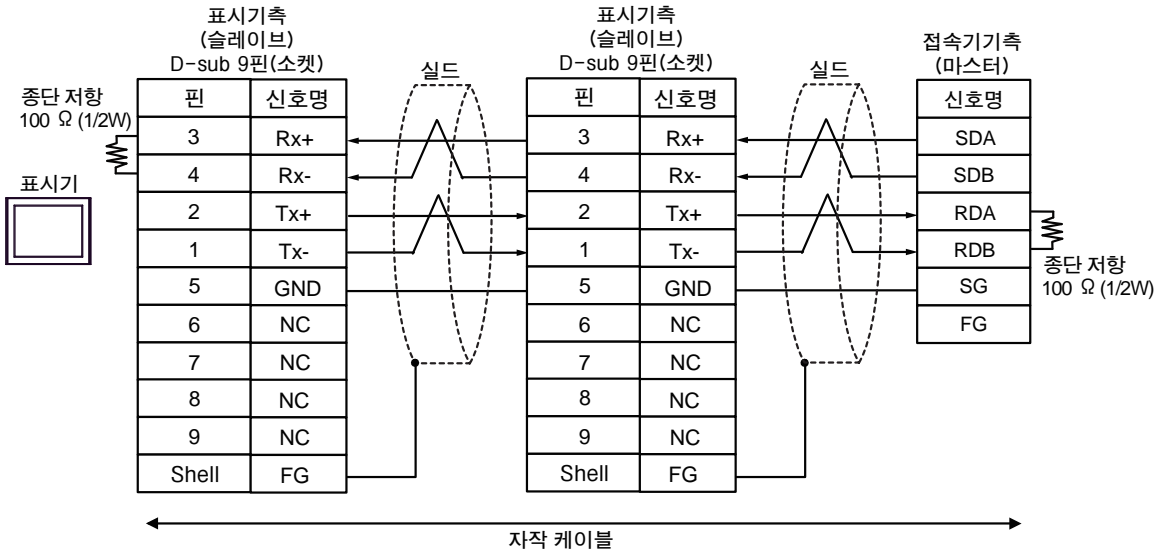 표시기측
(슬레이브)
D-sub 9핀(소켓)
표시기측
(슬레이브)
D-sub 9핀(소켓)
접속기기측
(마스터)
실드
실드
종단 저항
100 Ω (1/2W)
표시기
핀 신호명
3 Rx+
4 Rx-
2 Tx+
1 Tx-
5 GND
6 NC
7 NC
8 NC
9 NC
Shell FG
핀 신호명
3 Rx+
4 Rx-
2 Tx+
1 Tx-
5 GND
6 NC
7 NC
8 NC
9 NC
Shell FG
신호명
SDA
SDB
RDA
RDB
SG
FG
종단 저항
100 Ω (1/2W)
자작 케이블